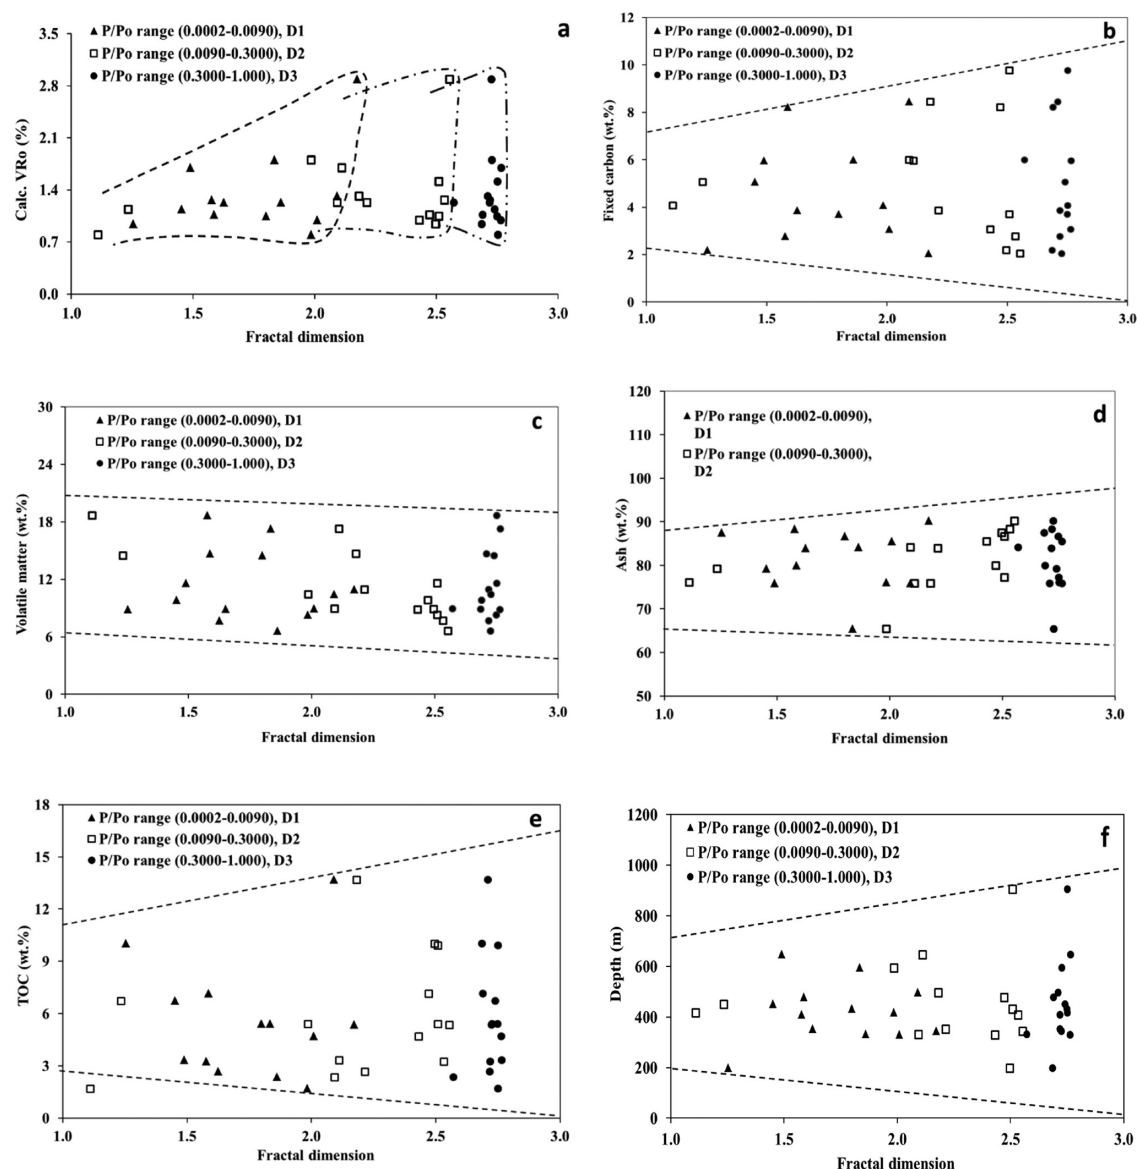 a
▲ P/Po range (0.0002-0.0090), D1
□ P/Po range (0.0090-0.3000), D2
● P/Po range (0.3000-1.000), D3
3.5
2.8
2.1
1.4
0.7
0.0
Calc. VRo (%)
1.0 1.5 2.0 2.5 3.0
Fractal dimension
b
▲ P/Po range (0.0002-0.0090), D1
□ P/Po range (0.0090-0.3000), D2
● P/Po range (0.3000-1.000), D3
12
10
8
6
4
2
0
Fixed carbon (wt.%)
1.0 1.5 2.0 2.5 3.0
Fractal dimension
c
▲ P/Po range (0.0002-0.0090), D1
□ P/Po range (0.0090-0.3000), D2
● P/Po range (0.3000-1.000), D3
30
24
18
12
6
0
Volatile matter (wt.%)
1.0 1.5 2.0 2.5 3.0
Fractal dimension
d
▲ P/Po range (0.0002-0.0090),
D1
□ P/Po range (0.0090-0.3000),
D2
120
110
100
90
80
70
60
50
Ash (wt.%)
1.0 1.5 2.0 2.5 3.0
Fractal dimension
e
▲ P/Po range (0.0002-0.0090), D1
□ P/Po range (0.0090-0.3000), D2
● P/Po range (0.3000-1.000), D3
18
15
12
9
6
3
0
TOC (wt.%)
1.0 1.5 2.0 2.5 3.0
Fractal dimension
f
▲ P/Po range (0.0002-0.0090), D1
□ P/Po range (0.0090-0.3000), D2
● P/Po range (0.3000-1.000), D3
1200
1000
800
600
400
200
0
Depth (m)
1.0 1.5 2.0 2.5 3.0
Fractal dimension